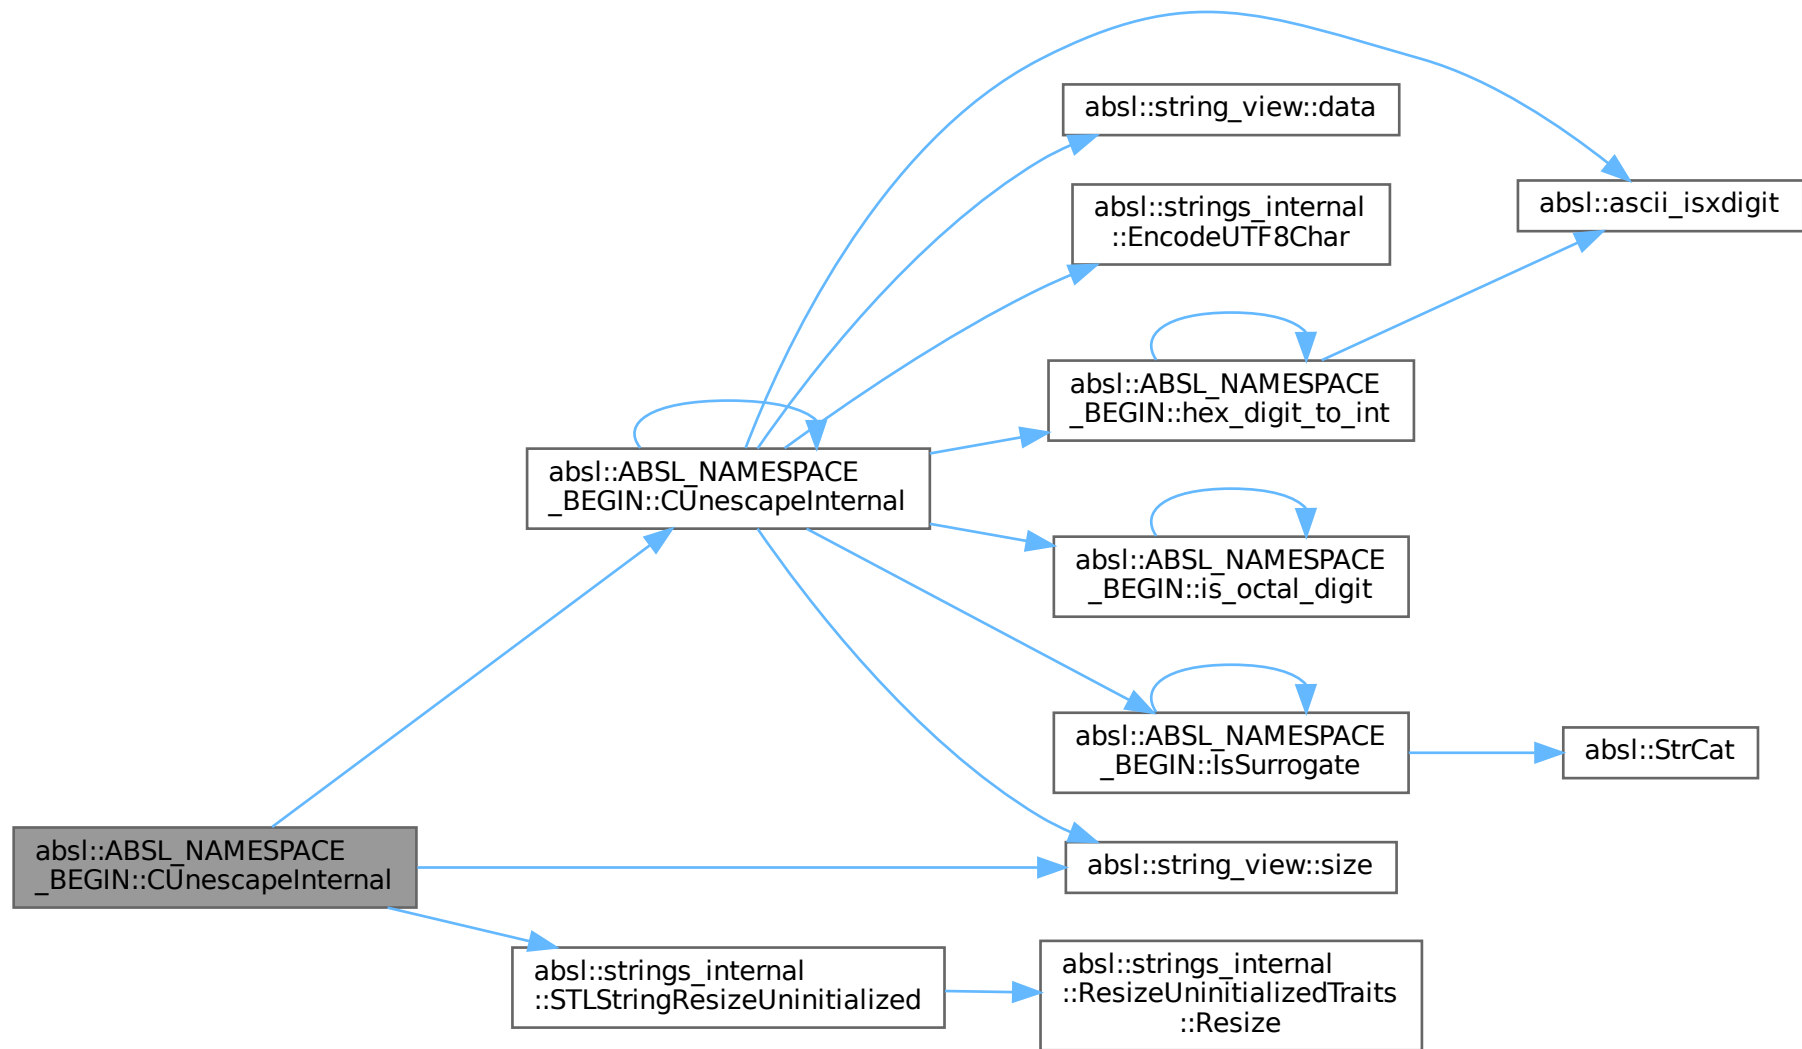 absl::string_view::data
absl::strings_internal
::EncodeUTF8Char
absl::ascii_isxdigit
absl::ABSL_NAMESPACE
_BEGIN::hex_digit_to_int
absl::ABSL_NAMESPACE
_BEGIN::CUnescapeInternal
absl::ABSL_NAMESPACE
_BEGIN::is_octal_digit
absl::ABSL_NAMESPACE
_BEGIN::IsSurrogate
absl::StrCat
absl::ABSL_NAMESPACE
_BEGIN::CUnescapeInternal
absl::string_view::size
absl::strings_internal
::STLStringResizeUninitialized
absl::strings_internal
::ResizeUninitializedTraits
::Resize